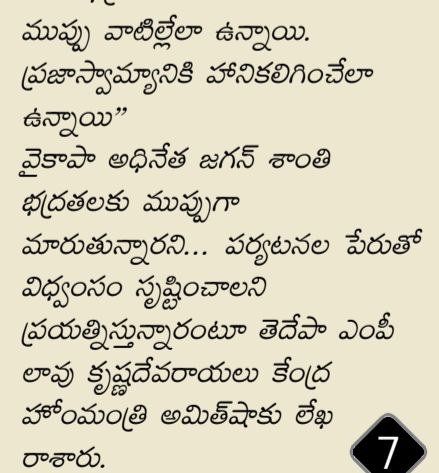 ముప్పు వాటిల్లేలా ఉన్నాయి.
ప్రజాస్వామ్యానికి హానికలిగించేలా
ఉన్నాయి”
వైకాపా అధినేత జగన్ శాంతి
భద్రతలకు ముప్పుగా
మారుతున్నారని... పర్యటనల పేరుతో
విధ్వంసం సృష్టించాలని
ప్రయత్నిస్తున్నారంటూ తెదేపా ఎంపీ
లావు కృష్ణదేవరాయలు కేంద్ర
హోంమంత్రి అమిత్‌షాకు లేఖ
రాశారు.
7